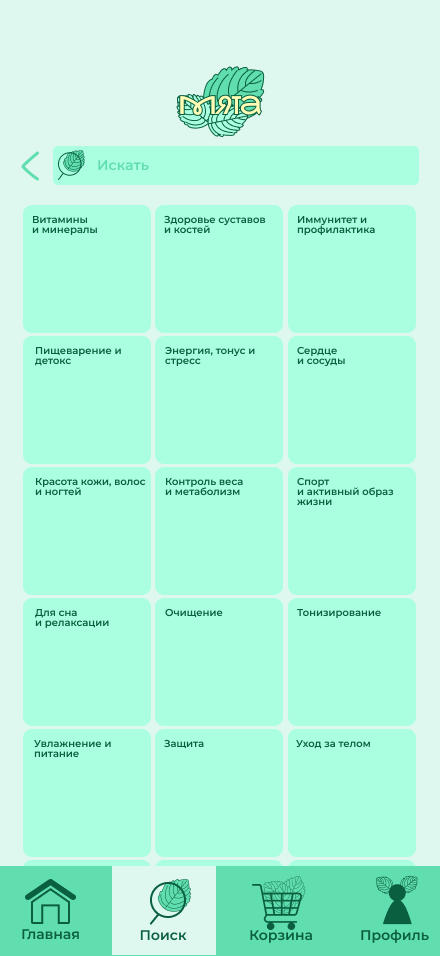 мята
Искать
Витамины
и минералы
Здоровье суставов
и костей
Иммунитет и
профилактика
Пищеварение и
детокс
Энергия, тонус и
стресс
Сердце
и сосуды
Красота кожи, волос
и ногтей
Контроль веса
и метаболизм
Спорт
и активный образ
жизни
Для сна
и релаксации
Очищение
Тонизирование
Увлажнение и
питание
Защита
Уход за телом
Главная
Поиск
Корзина
Профиль